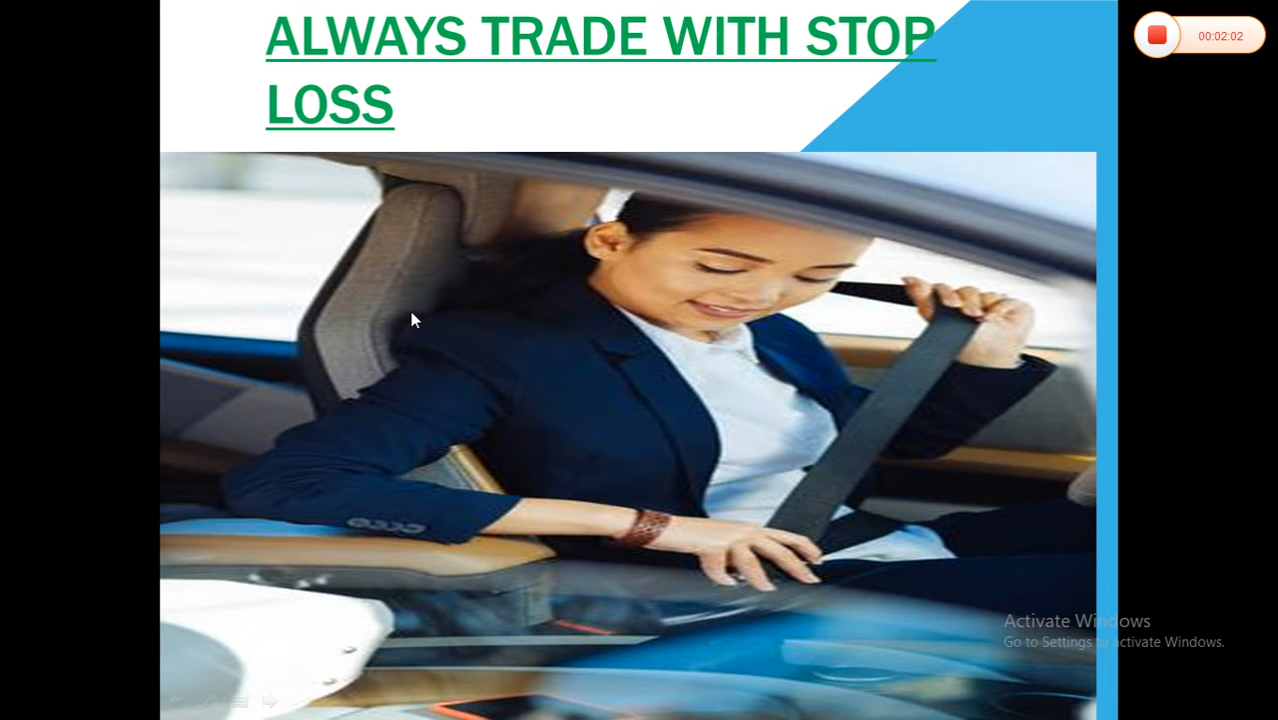 ALWAYS TRADE WITH STOP
LOSS
00:02:02
Activate Windows
Go to Settings to activate Windows.